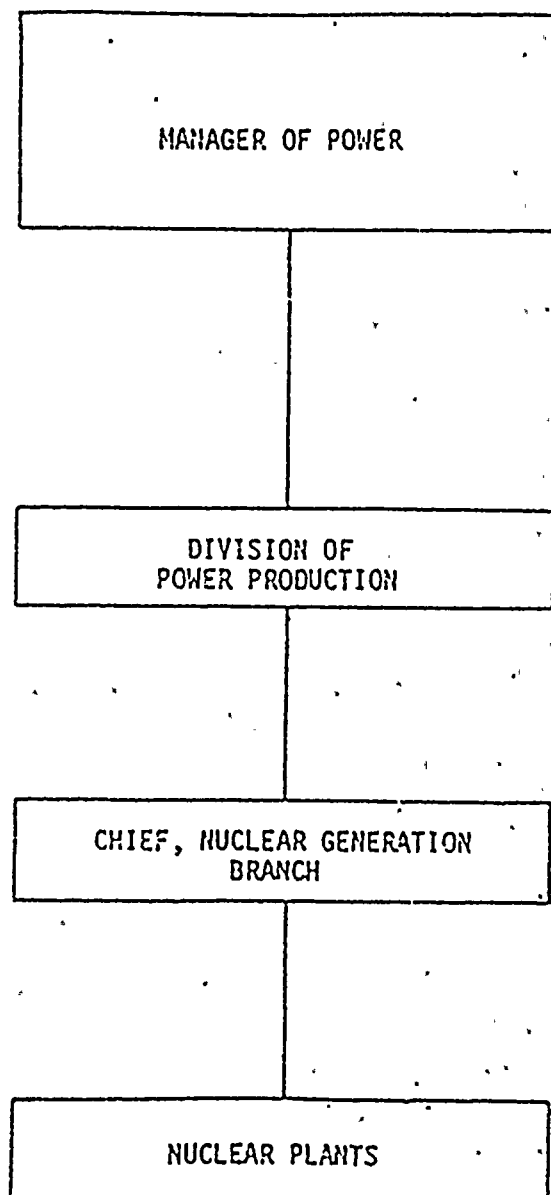 MANAGER OF POWER
DIVISION OF
POWER PRODUCTION
CHIEF, NUCLEAR GENERATION
BRANCH
NUCLEAR PLANTS